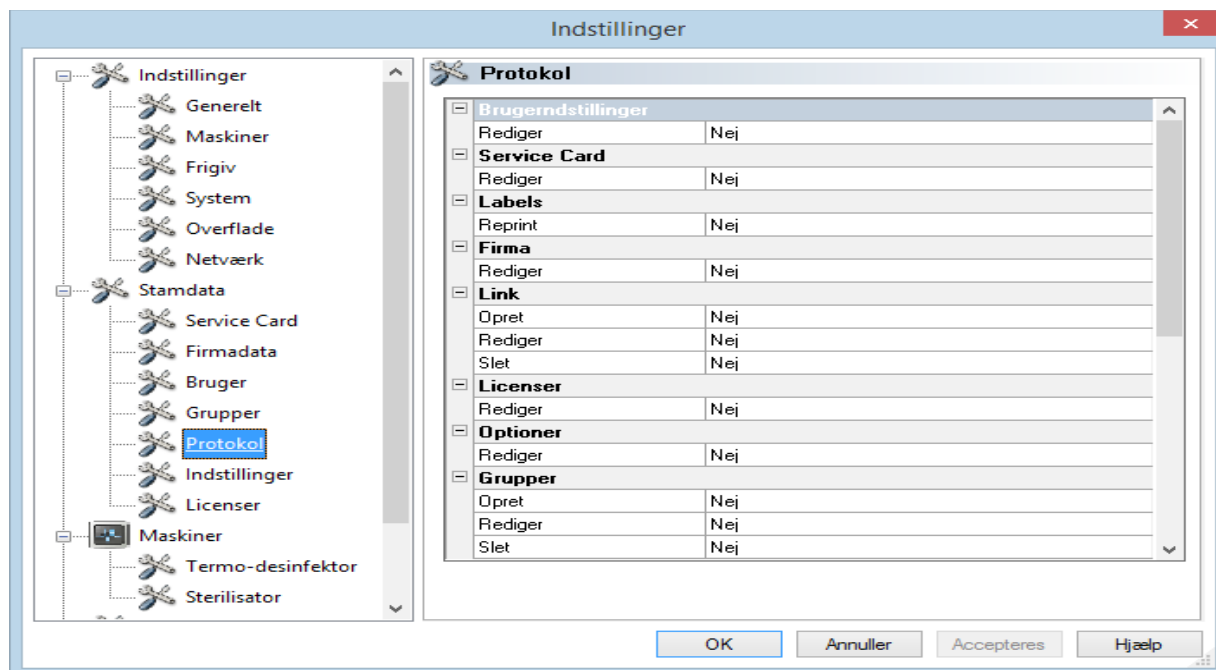 Indstillinger
Indstillinger
Generelt
Maskiner
Frigiv
System
Overflade
Netværk
Stamdata
Service Card
Firmadata
Bruger
Grupper
Protokol
Indstillinger
Licenser
Maskiner
Termo-desinfektor
Sterilisator
Protokol
Brugerndstillinger
Rediger Nej
Service Card
Rediger Nej
Labels
Reprint Nej
Firma
Rediger Nej
Link
Opret Nej
Rediger Nej
Slet Nej
Licenser
Rediger Nej
Optioner
Rediger Nej
Grupper
Opret Nej
Rediger Nej
Slet Nej
OK Annuller Accepteres Hjælp